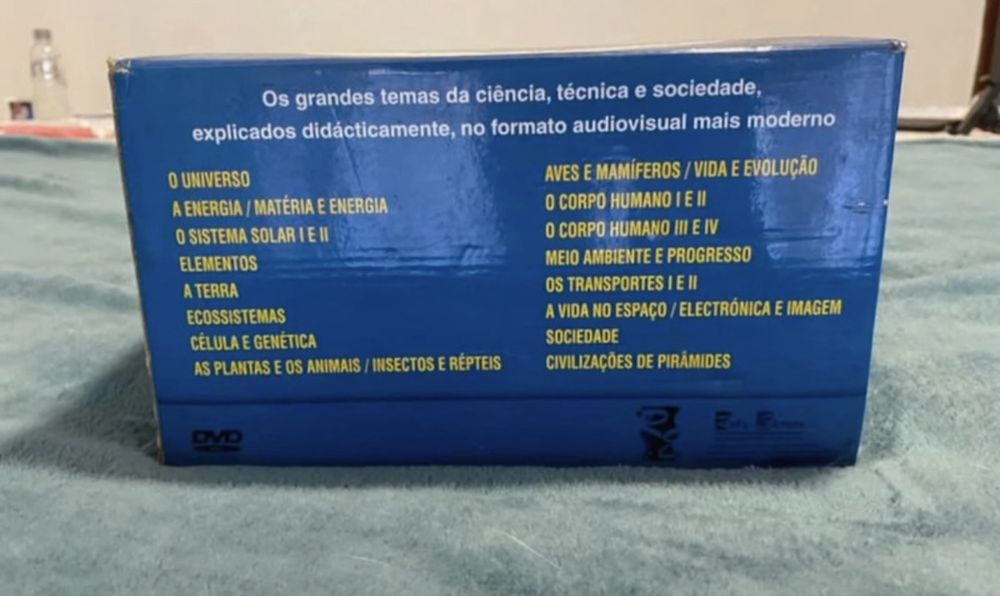 Os grandes temas da ciência, técnica e sociedade,
explicados didácticamente, no formato audiovisual mais moderno
O UNIVERSO
A ENERGIA / MATÉRIA E ENERGIA
O SISTEMA SOLAR I E II
ELEMENTOS
A TERRA
ECOSSISTEMAS
CÉLULA E GENÉTICA
AS PLANTAS E OS ANIMAIS / INSECTOS E RÉPTEIS
AVES E MAMÍFEROS / VIDA E EVOLUÇÃO
O CORPO HUMANO I E II
O CORPO HUMANO III E IV
MEIO AMBIENTE E PROGRESSO
OS TRANSPORTES I E II
A VIDA NO ESPAÇO / ELECTRÓNICA E IMAGEM
SOCIEDADE
CIVILIZAÇÕES DE PIRÂMIDES
DVD